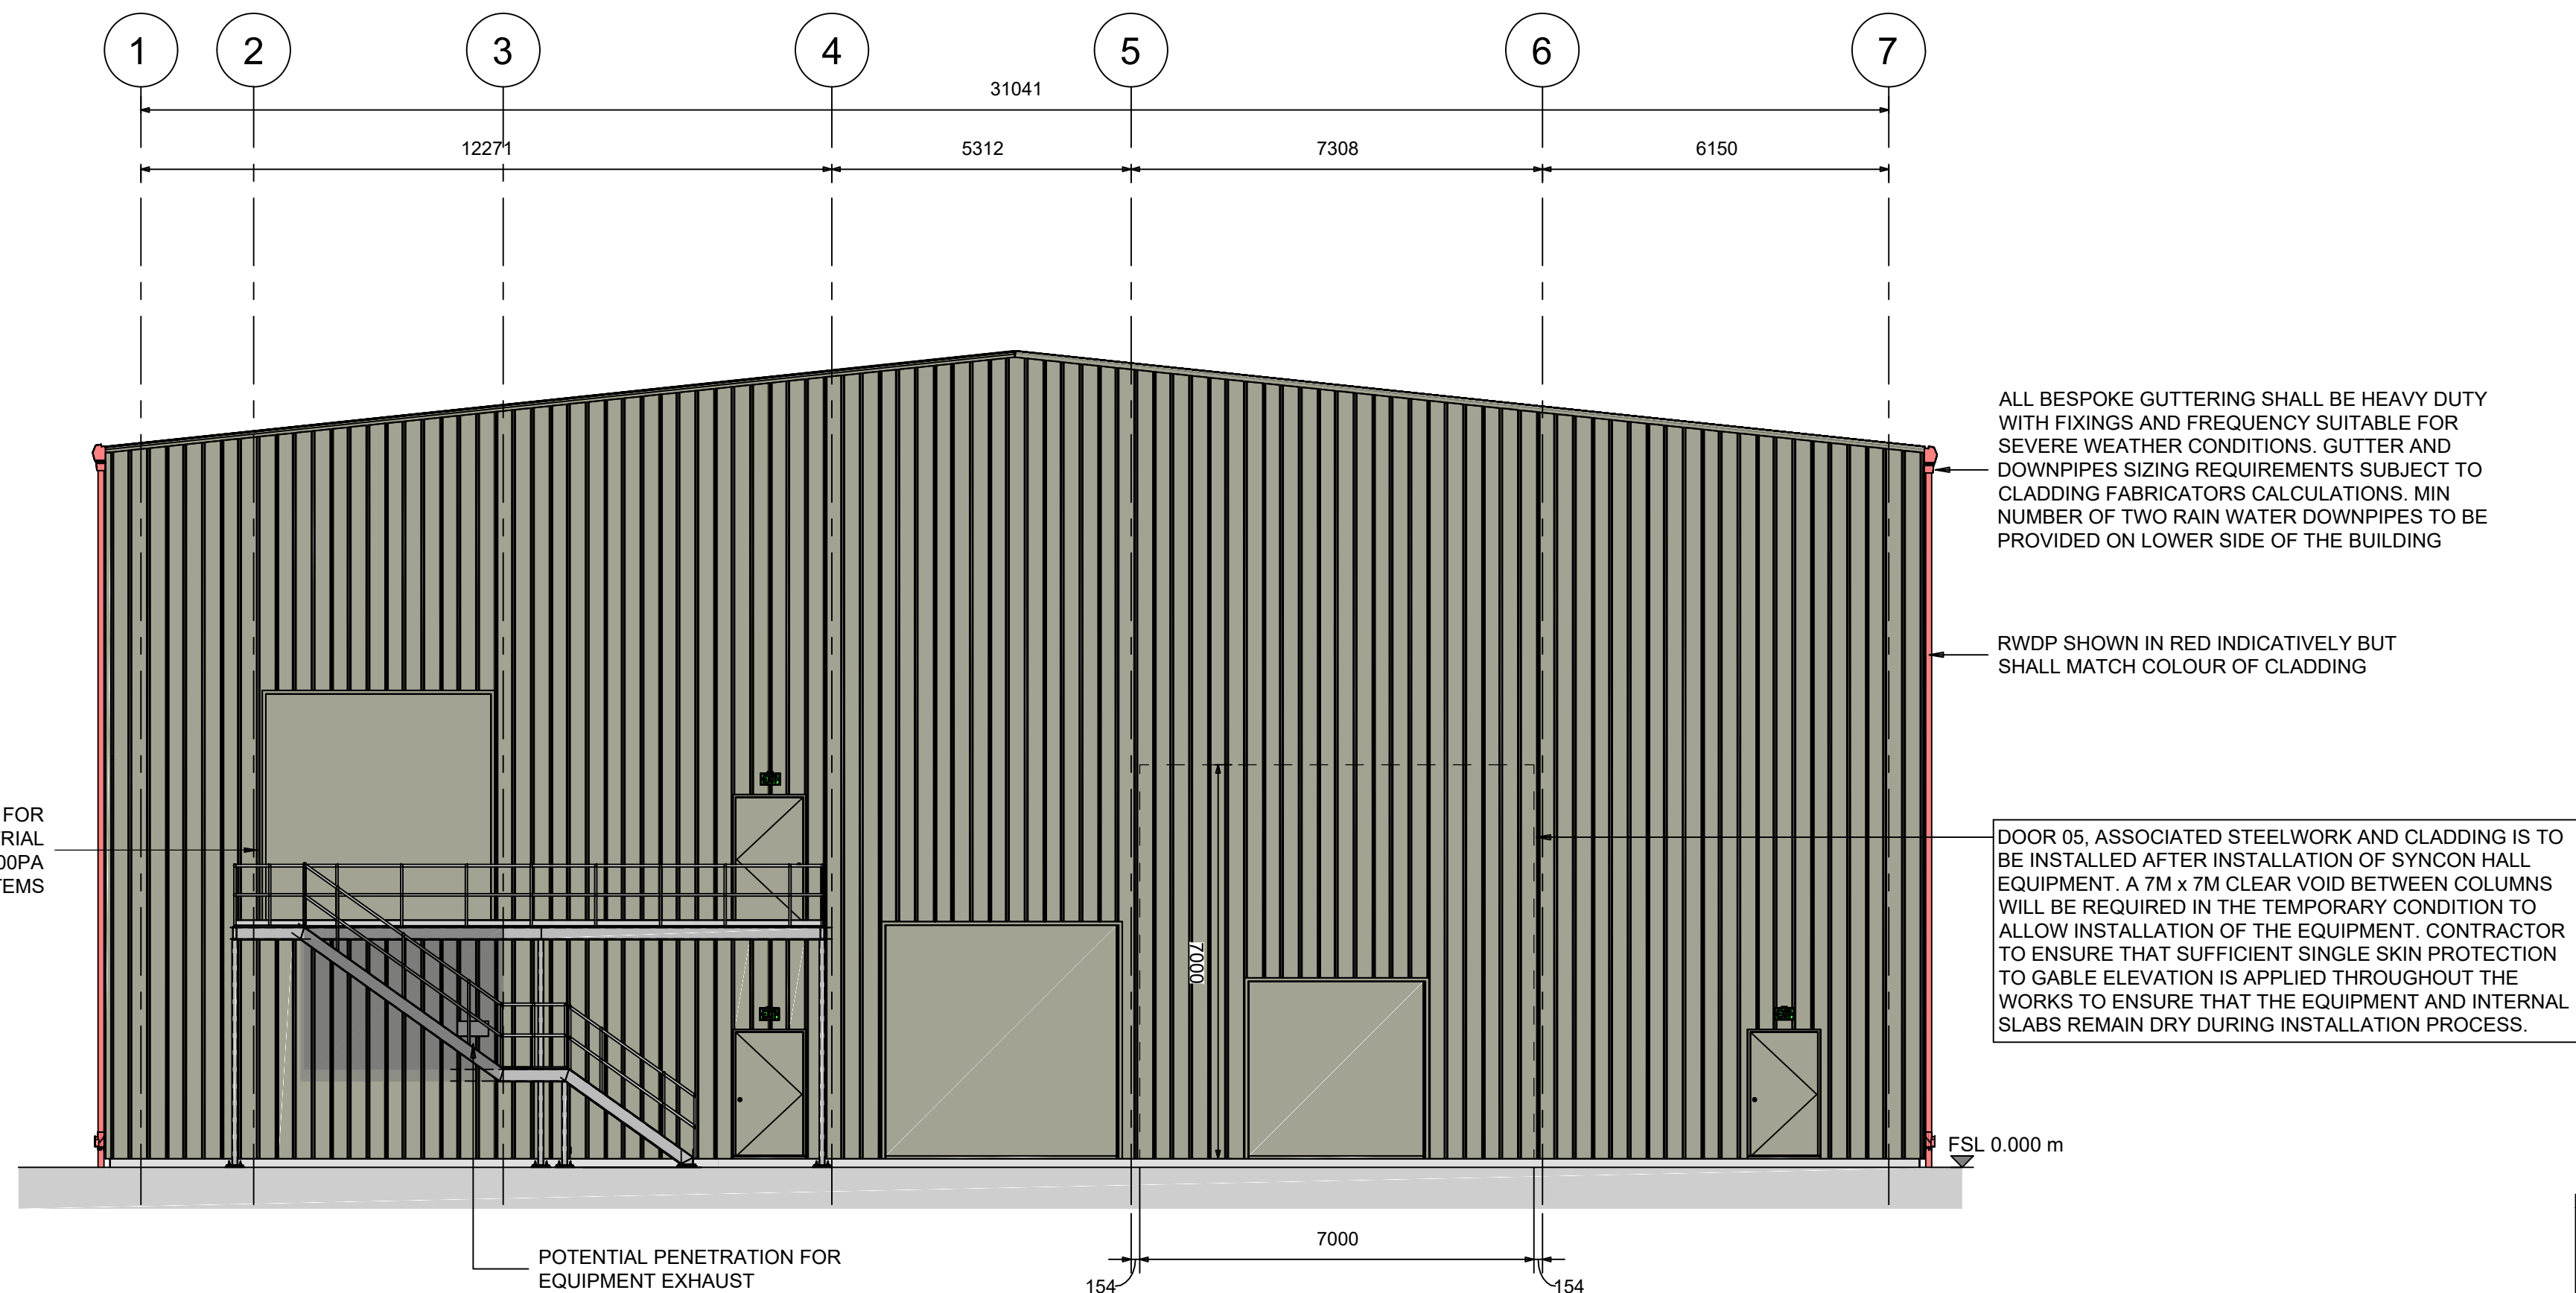 1 2 3 4 5 6 7
31041
12271 5312 7308 6150
ALL BESPOKE GUTTERING SHALL BE HEAVY DUTY
WITH FIXINGS AND FREQUENCY SUITABLE FOR
SEVERE WEATHER CONDITIONS. GUTTER AND
DOWNPIPES SIZING REQUIREMENTS SUBJECT TO
CLADDING FABRICATORS CALCULATIONS. MIN
NUMBER OF TWO RAIN WATER DOWNPIPES TO BE
PROVIDED ON LOWER SIDE OF THE BUILDING
RWDP SHOWN IN RED INDICATIVELY BUT
SHALL MATCH COLOUR OF CLADDING
FOR
TRIAL
00PA
TEMS
DOOR 05, ASSOCIATED STEELWORK AND CLADDING IS TO
BE INSTALLED AFTER INSTALLATION OF SYNCON HALL
EQUIPMENT. A 7M x 7M CLEAR VOID BETWEEN COLUMNS
WILL BE REQUIRED IN THE TEMPORARY CONDITION TO
ALLOW INSTALLATION OF THE EQUIPMENT. CONTRACTOR
TO ENSURE THAT SUFFICIENT SINGLE SKIN PROTECTION
TO GABLE ELEVATION IS APPLIED THROUGHOUT THE
WORKS TO ENSURE THAT THE EQUIPMENT AND INTERNAL
SLABS REMAIN DRY DURING INSTALLATION PROCESS.
7000
FSL 0.000 m
7000
154 154
POTENTIAL PENETRATION FOR
EQUIPMENT EXHAUST